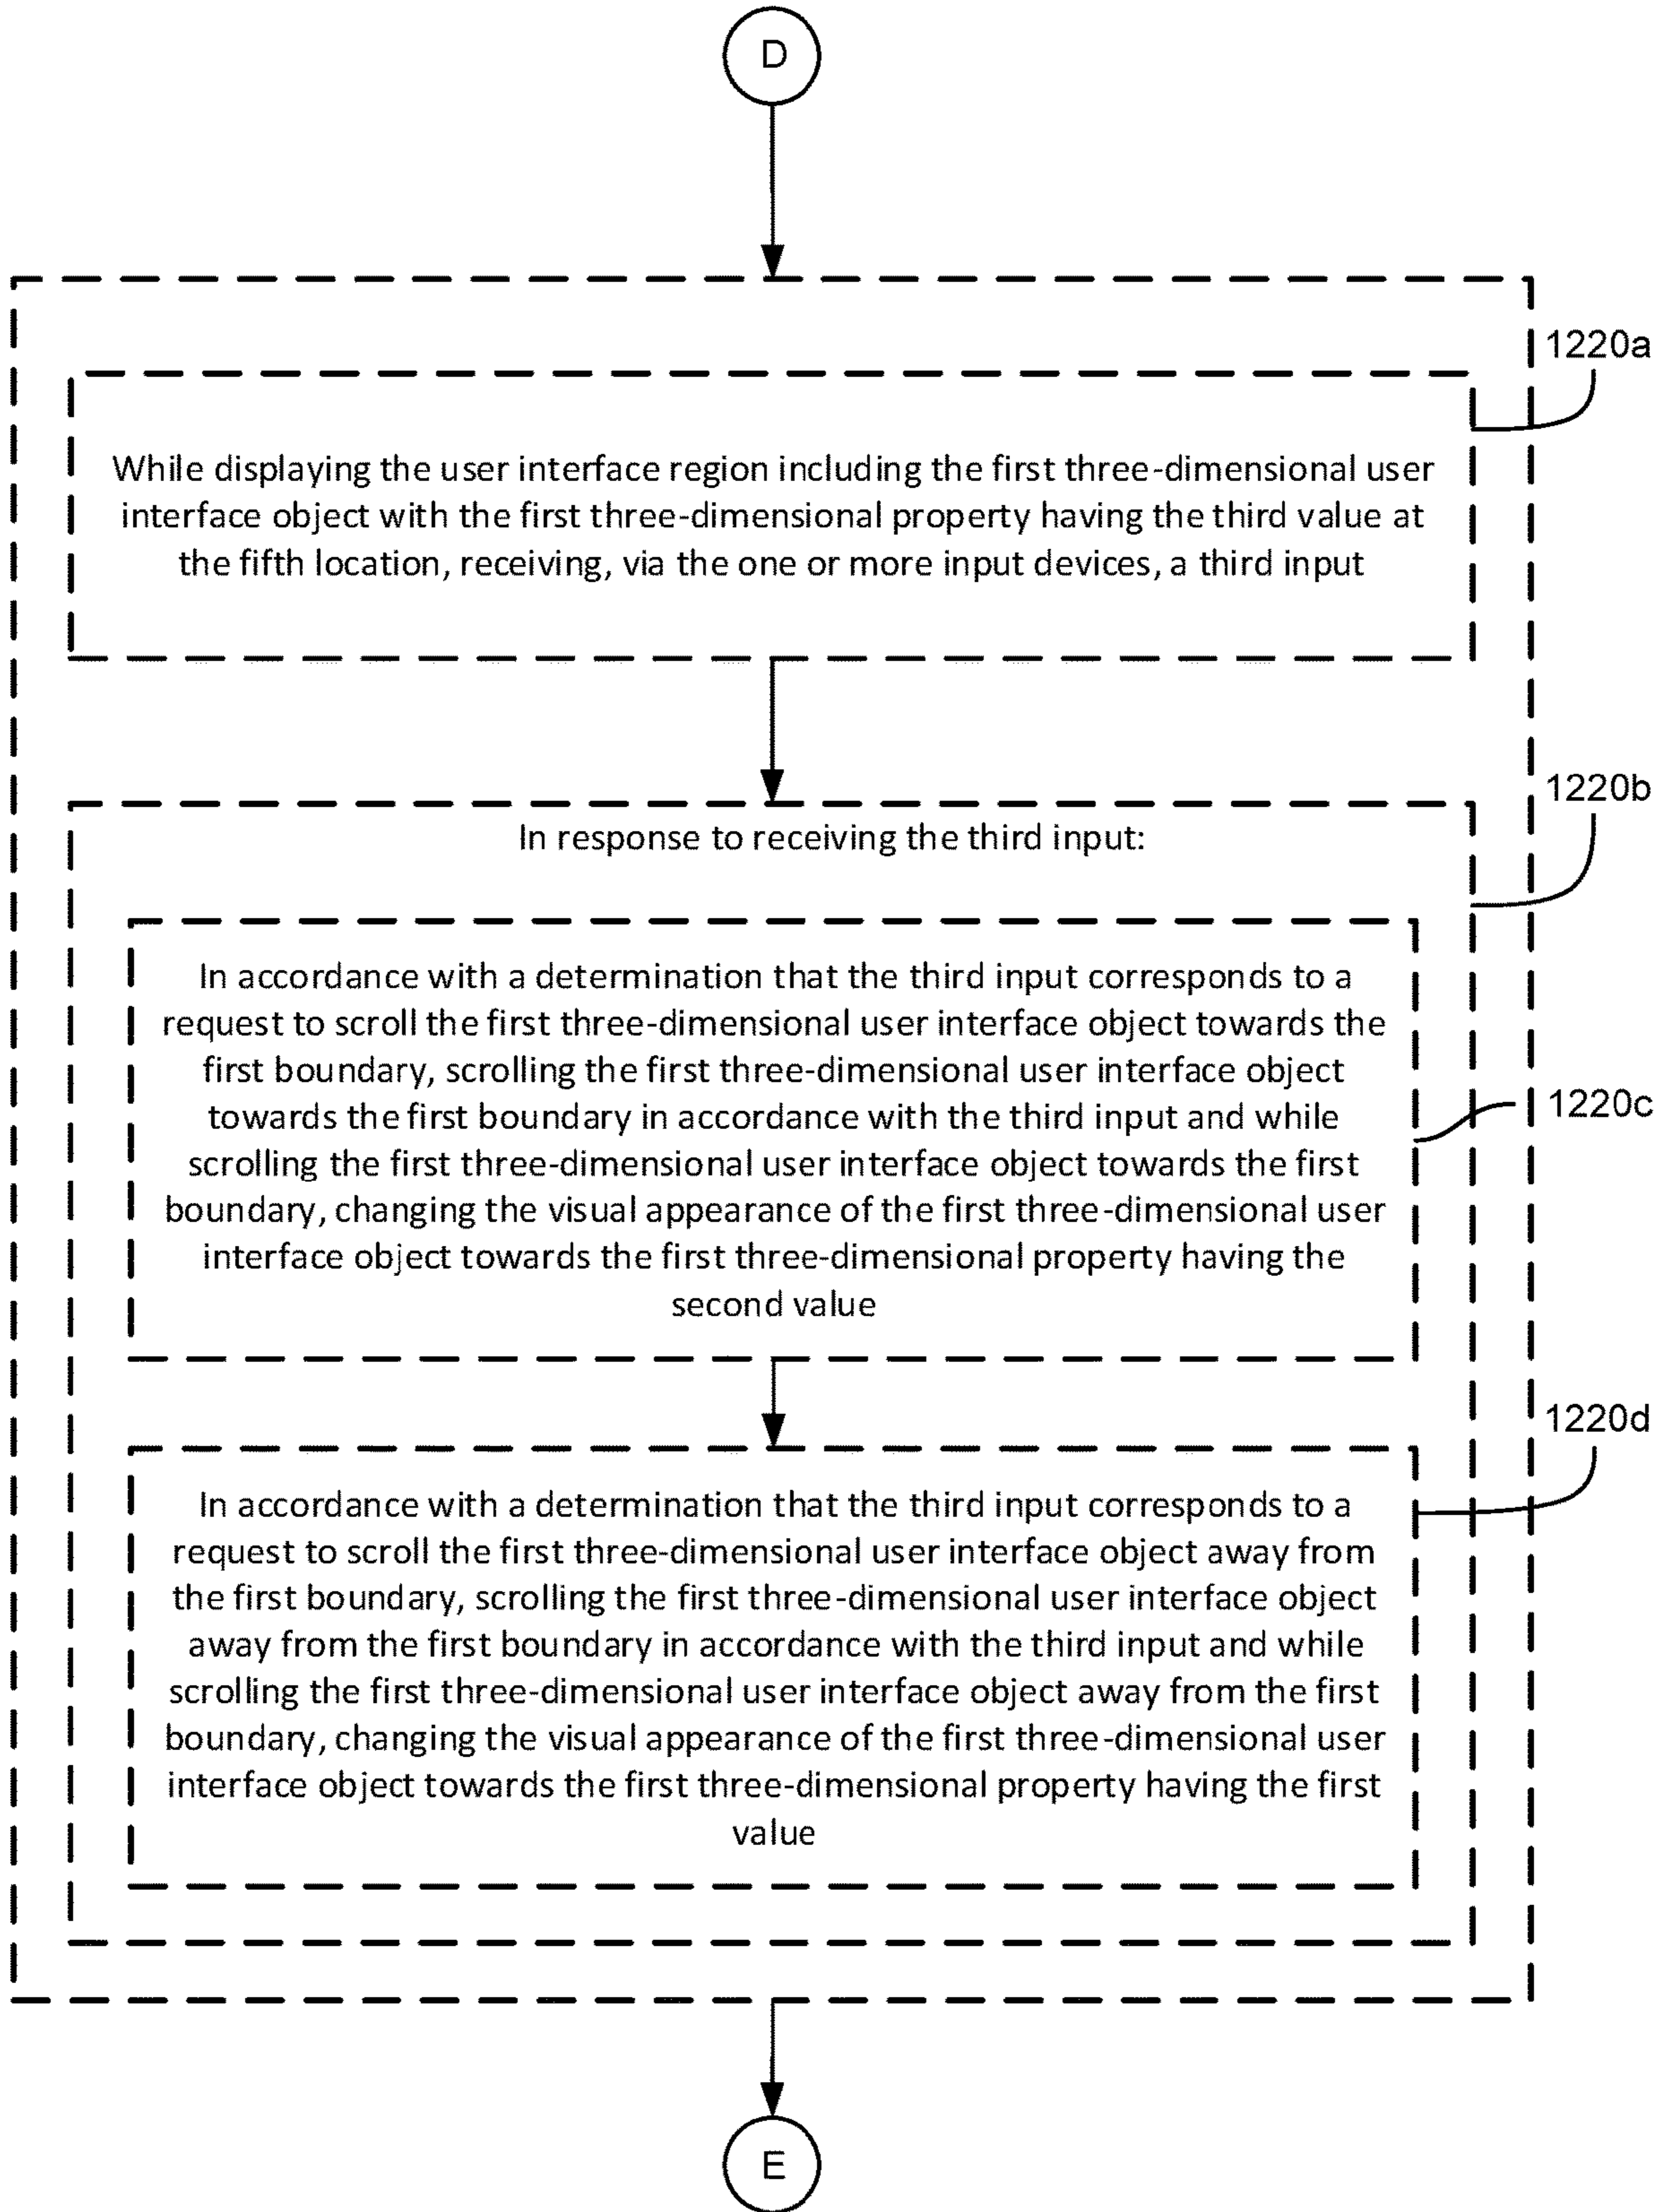 D
1220a
While displaying the user interface region including the first three-dimensional user
interface object with the first three-dimensional property having the third value at
the fifth location, receiving, via the one or more input devices, a third input
1220b
In response to receiving the third input:
In accordance with a determination that the third input corresponds to a
request to scroll the first three-dimensional user interface object towards the
first boundary, scrolling the first three-dimensional user interface object
towards the first boundary in accordance with the third input and while
scrolling the first three-dimensional user interface object towards the first
boundary, changing the visual appearance of the first three-dimensional user
interface object towards the first three-dimensional property having the
second value
1220c
1220d
In accordance with a determination that the third input corresponds to a
request to scroll the first three-dimensional user interface object away from
the first boundary, scrolling the first three-dimensional user interface object
away from the first boundary in accordance with the third input and while
scrolling the first three-dimensional user interface object away from the first
boundary, changing the visual appearance of the first three-dimensional user
interface object towards the first three-dimensional property having the first
value
E